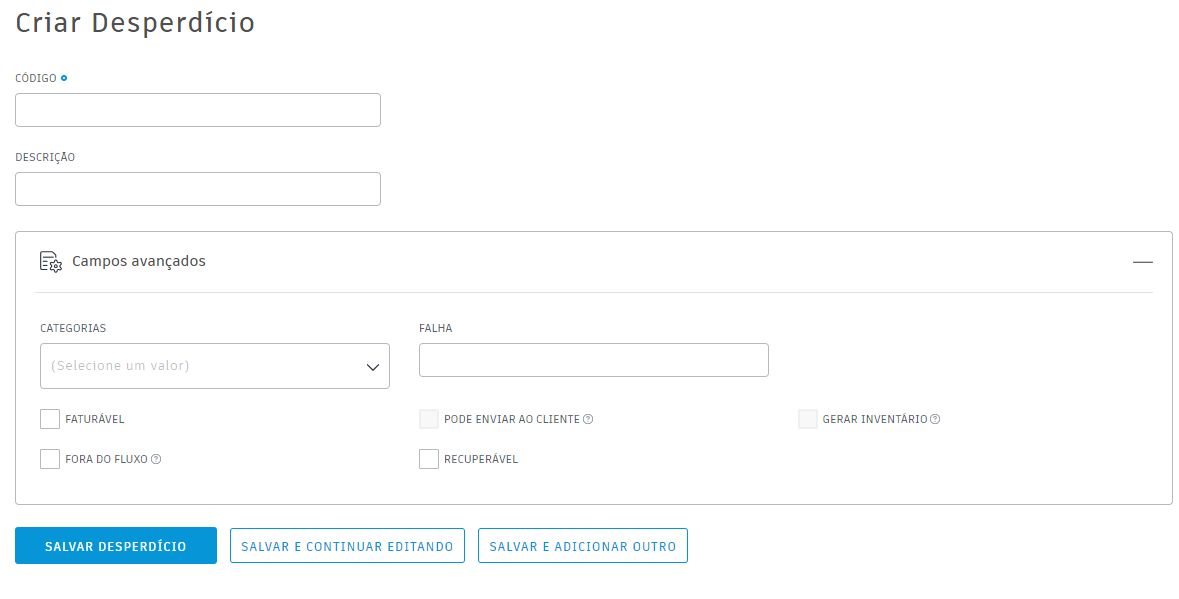 Criar Desperdício
CÓDIGO
DESCRIÇÃO
Campos avançados
CATEGORIAS FALHA
(Selecione um valor)
FATURÁVEL PODE ENVIAR AO CLIENTE GERAR INVENTÁRIO
FORA DO FLUXO RECUPERÁVEL
SALVAR DESPERDÍCIO SALVAR E CONTINUAR EDITANDO SALVAR E ADICIONAR OUTRO